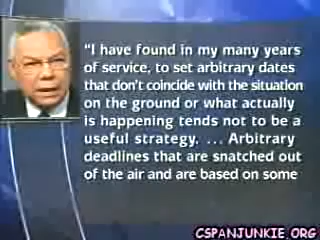 "I have found in my many years
of service, to set arbitrary dates
that don't coincide with the situation
on the ground or what actually
is happening tends not to be a
useful strategy. ... Arbitrary
deadlines that are snatched out
of the air and are based on some
CSPANJUNKIE.ORG